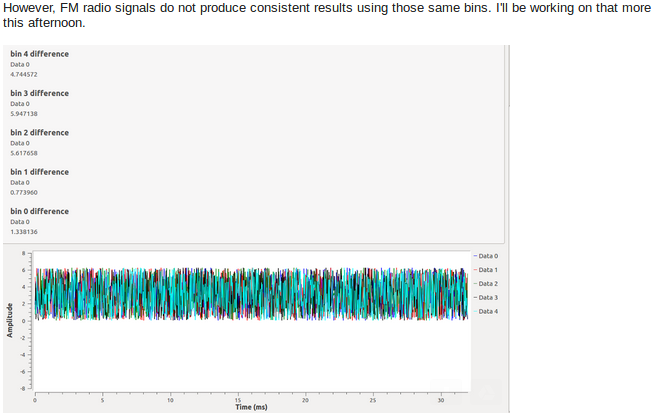 However, FM radio signals do not produce consistent results using those same bins. I'll be working on that more
this afternoon.
bin 4 difference
Data 0
4.744572
bin 3 difference
Data 0
5.947138
bin 2 difference
Data 0
5.617658
bin 1 difference
Data 0
0.773960
bin 0 difference
Data 0
1.338136
8
6
4
2
0
-2
-4
-6
-8
Amplitude
0
5
10
15
20
25
30
Time (ms)
Data 0
Data 1
Data 2
Data 3
Data 4